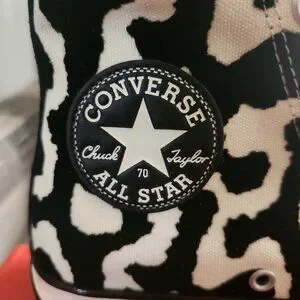 CONVERSE
Chuck Taylor
70
ALL STAR